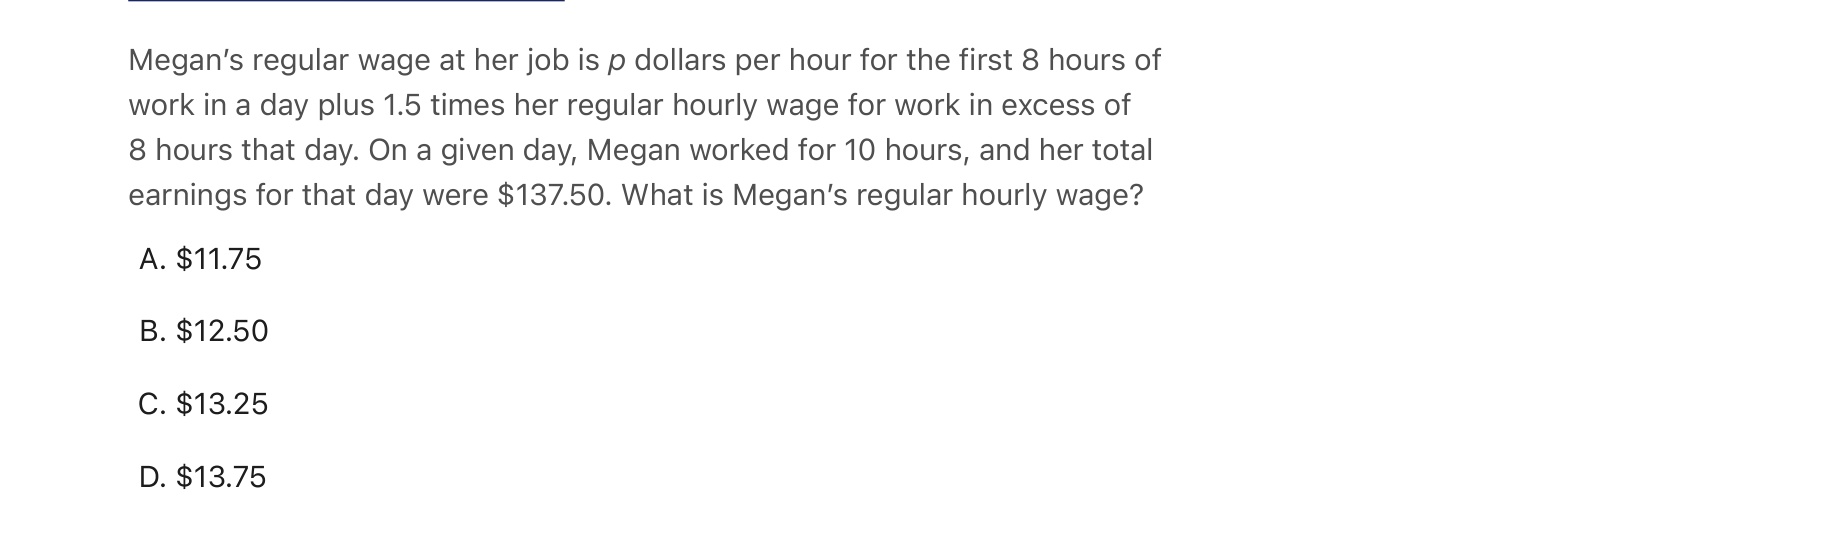 Megan’s regular wage at her job is p dollars per hour for the first 8 hours of
work in a day plus 1.5 times her regular hourly wage for work in excess of
8 hours that day. On a given day, Megan worked for 10 hours, and her total
earnings for that day were $137.50. What is Megan’s regular hourly wage?
A. $11.75
B. $12.50
C. $13.25
D. $13.75